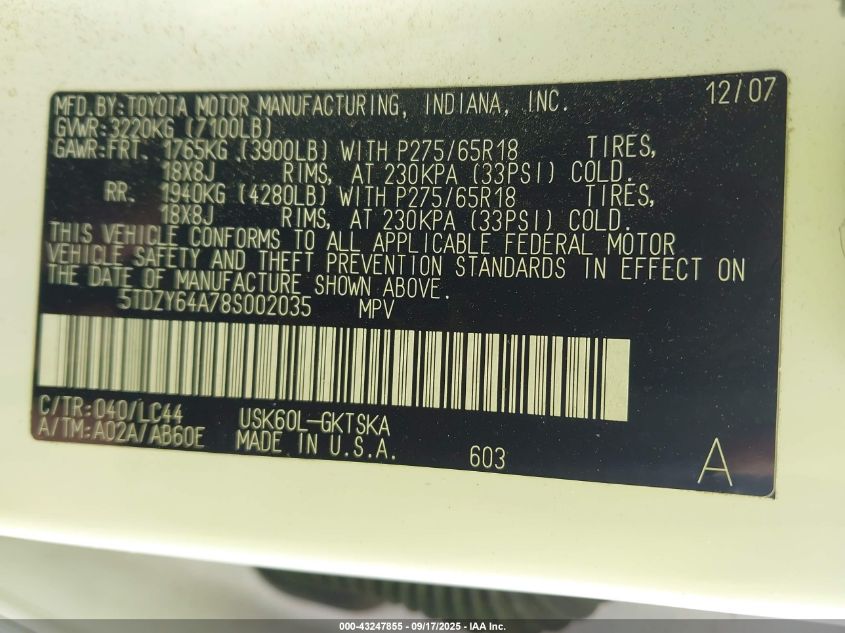 MFD.BY:TOYOTA MOTOR MANUFACTURING, INDIANA, INC. 12/07
GVWR:3220KG (7100LB)
GAWR:FRT. 1765KG (3900LB) WITH P275/65R18 TIRES,
18X8J RIMS, AT 230KPA (33PSI) COLD.
RR. 1940KG (4280LB) WITH P275/65R18 TIRES,
18X8J RIMS, AT 230KPA (33PSI) COLD.
THIS VEHICLE CONFORMS TO ALL APPLICABLE FEDERAL MOTOR
VEHICLE SAFETY AND THEFT PREVENTION STANDARDS IN EFFECT ON
THE DATE OF MANUFACTURE SHOWN ABOVE.
5TDZY64A78S002035 MPV
C/TR:040/LC44 USK60L-GKTSKA
A/TM:A02A/AB60E MADE IN U.S.A. 603 A
000-43247855 - 09/17/2025 - IAA Inc.